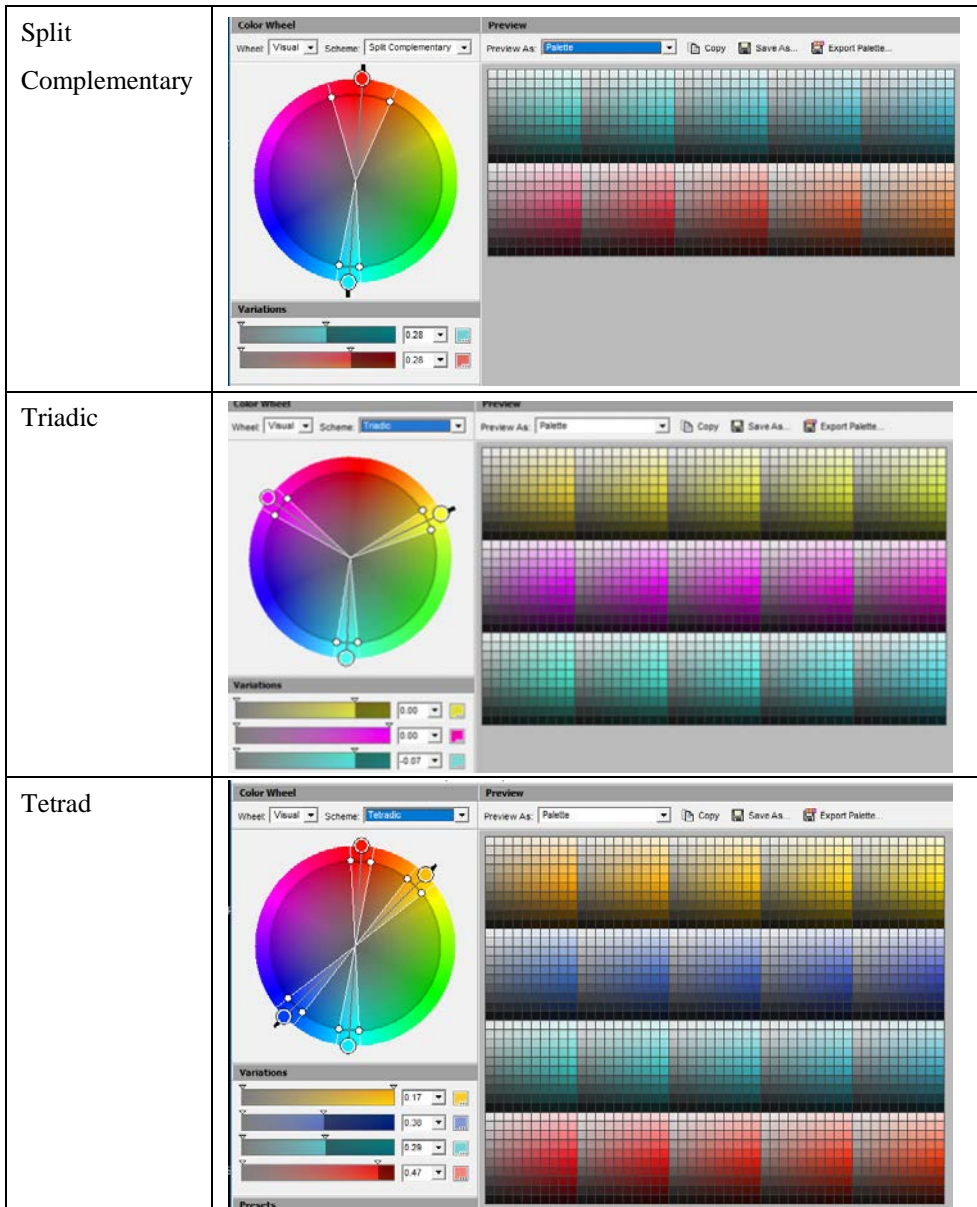 Split
Complementary
Color Wheel
Preview
Wheel: Visual Scheme: Split Complementary
Preview As: Palette Copy Save As... Export Palette...
Variations
0.28
0.28
Triadic
Color Wheel
Preview
Wheel: Visual Scheme: Triadic
Preview As: Palette Copy Save As... Export Palette...
Variations
0.00
0.00
-0.07
Tetrad
Color Wheel
Preview
Wheel: Visual Scheme: Tetradic
Preview As: Palette Copy Save As... Export Palette...
Variations
0.17
0.38
0.29
0.47
Presets